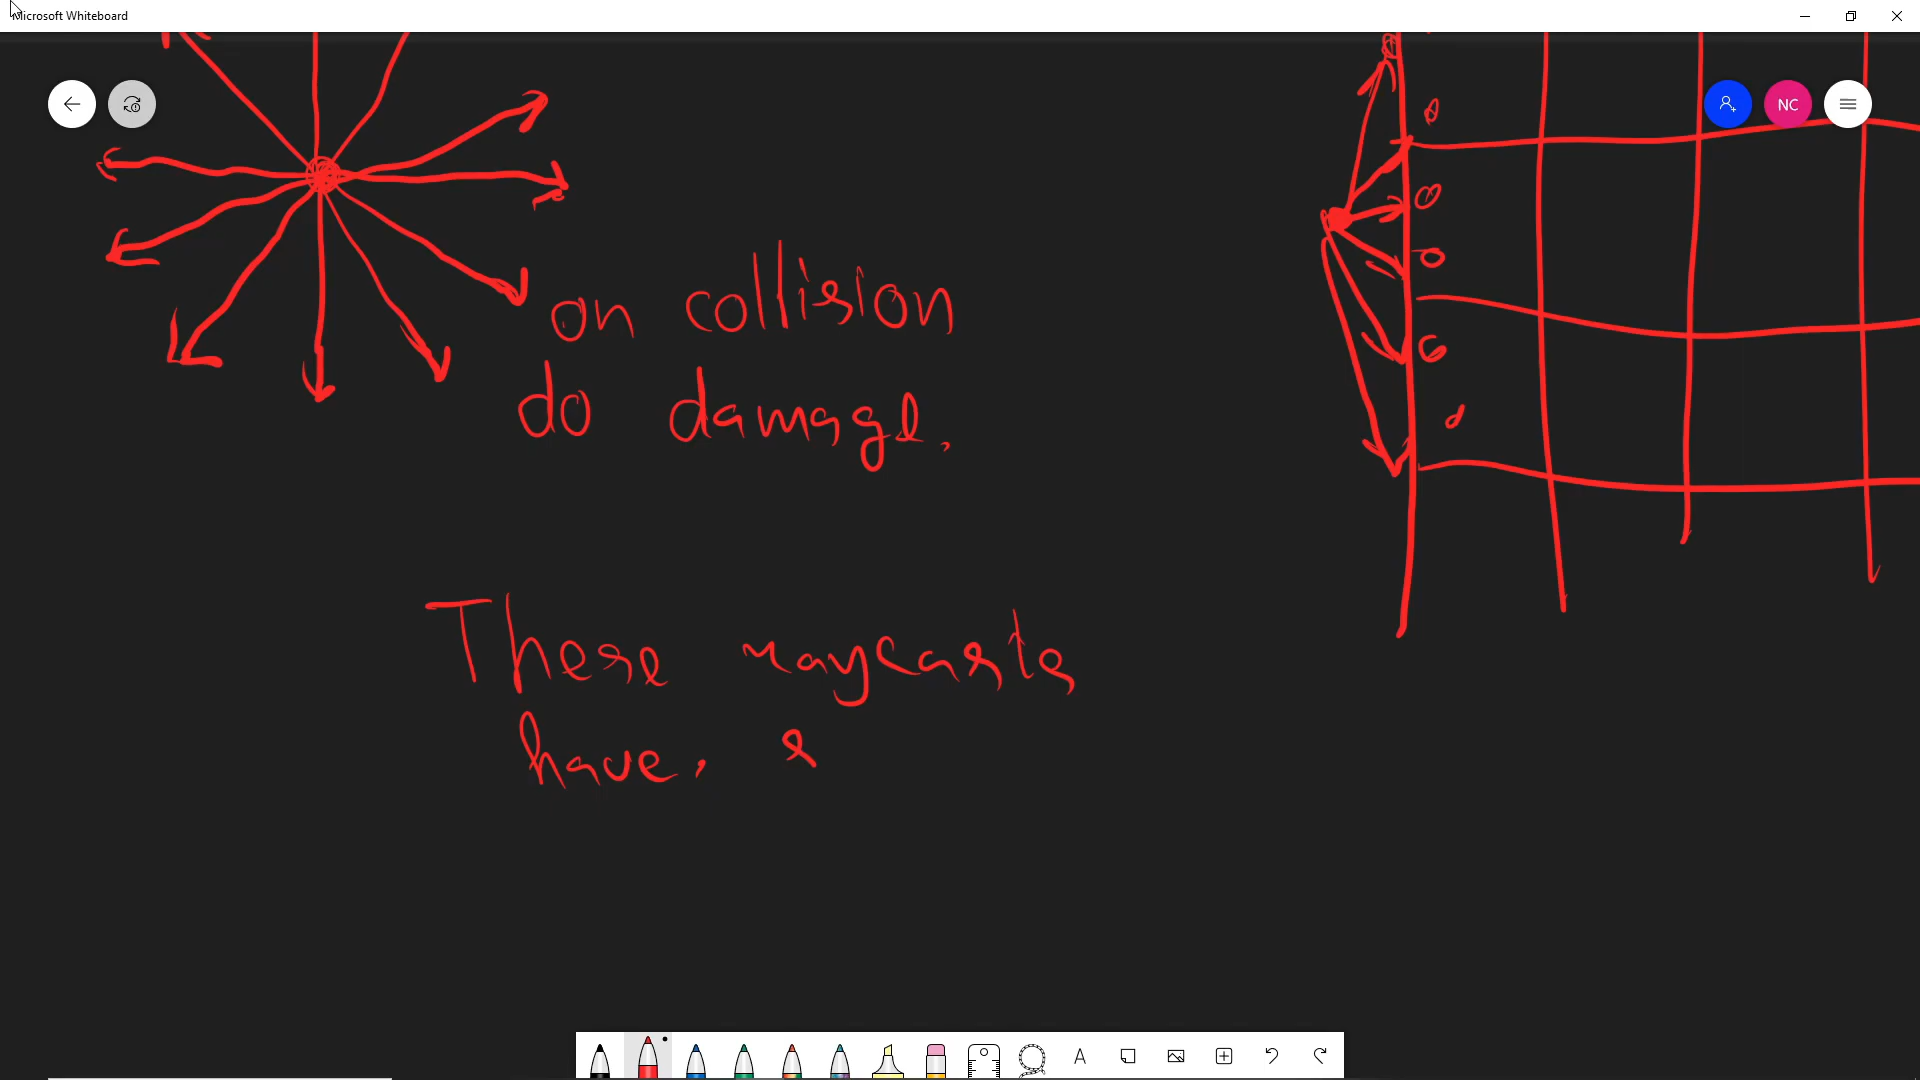 Microsoft Whiteboard
NC
on collision
do damage.
These raycasts
have,
A